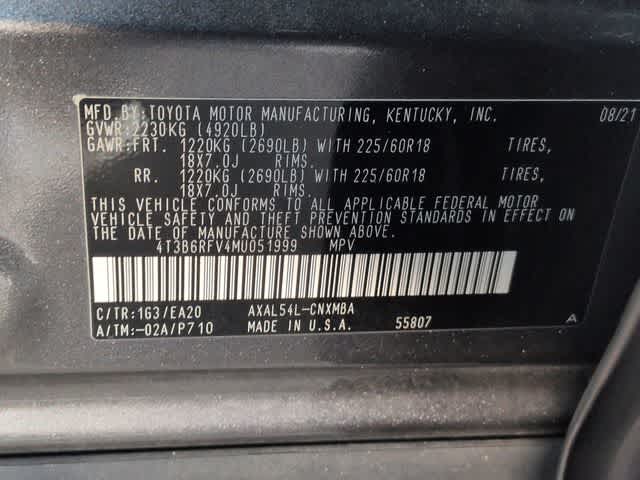 MFD.BY:TOYOTA MOTOR MANUFACTURING, KENTUCKY, INC. 08/21
GVWR:2230KG (4920LB)
GAWR:FRT. 1220KG (2690LB) WITH 225/60R18 TIRES,
18X7.0J RIMS.
RR. 1220KG (2690LB) WITH 225/60R18 TIRES,
18X7.0J RIMS.
THIS VEHICLE CONFORMS TO ALL APPLICABLE FEDERAL MOTOR
VEHICLE SAFETY AND THEFT PREVENTION STANDARDS IN EFFECT ON
THE DATE OF MANUFACTURE SHOWN ABOVE.
4T3B6RFV4MU051999 MPV
C/TR:1G3/EA20 AXAL54L-CNXMBA
A/TM:-02A/P710 MADE IN U.S.A. 55807 A